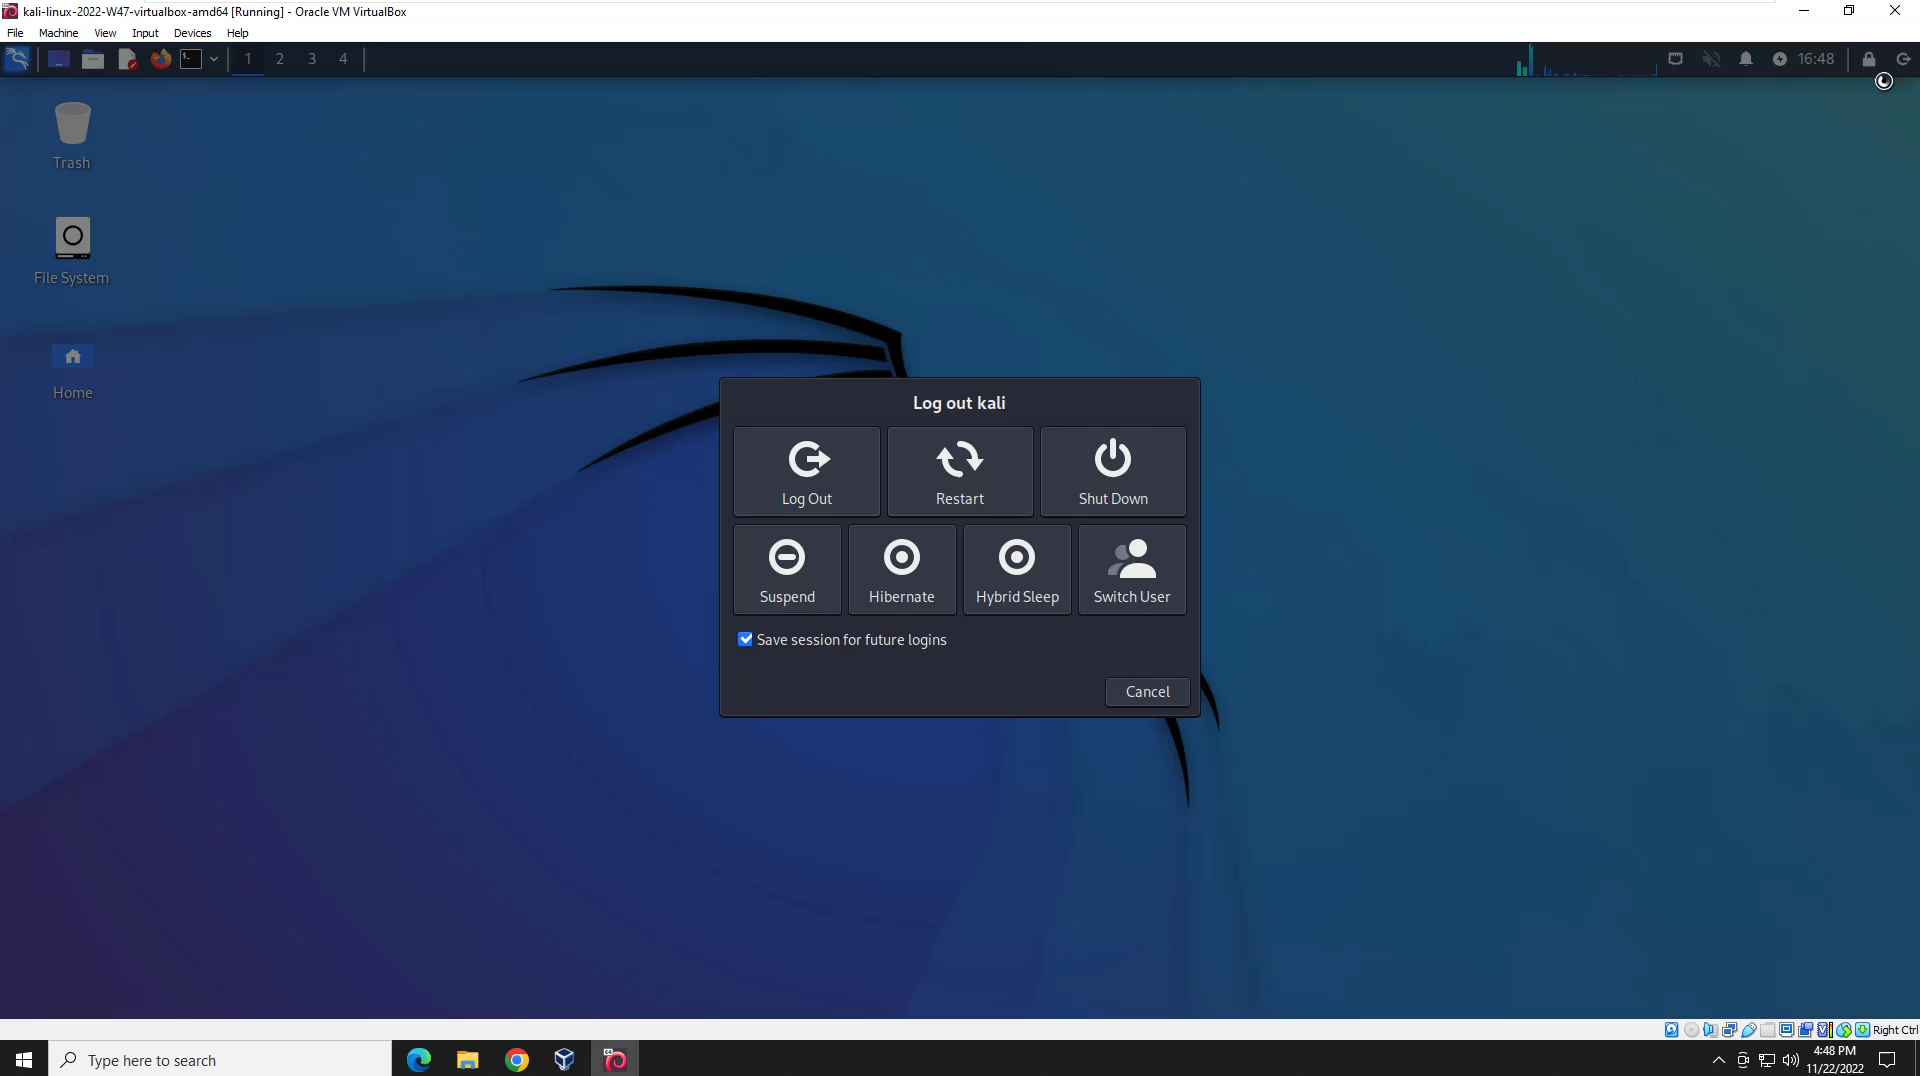 kali-linux-2022-W47-virtualbox-amd64 [Running] - Oracle VM VirtualBox
File Machine View Input Devices Help
1 2 3 4 16:48
Trash
File System
Home
Log out kali
Log Out Restart Shut Down
Suspend Hibernate Hybrid Sleep Switch User
Save session for future logins
Cancel
Right Ctrl
Type here to search
4:48 PM
11/22/2022